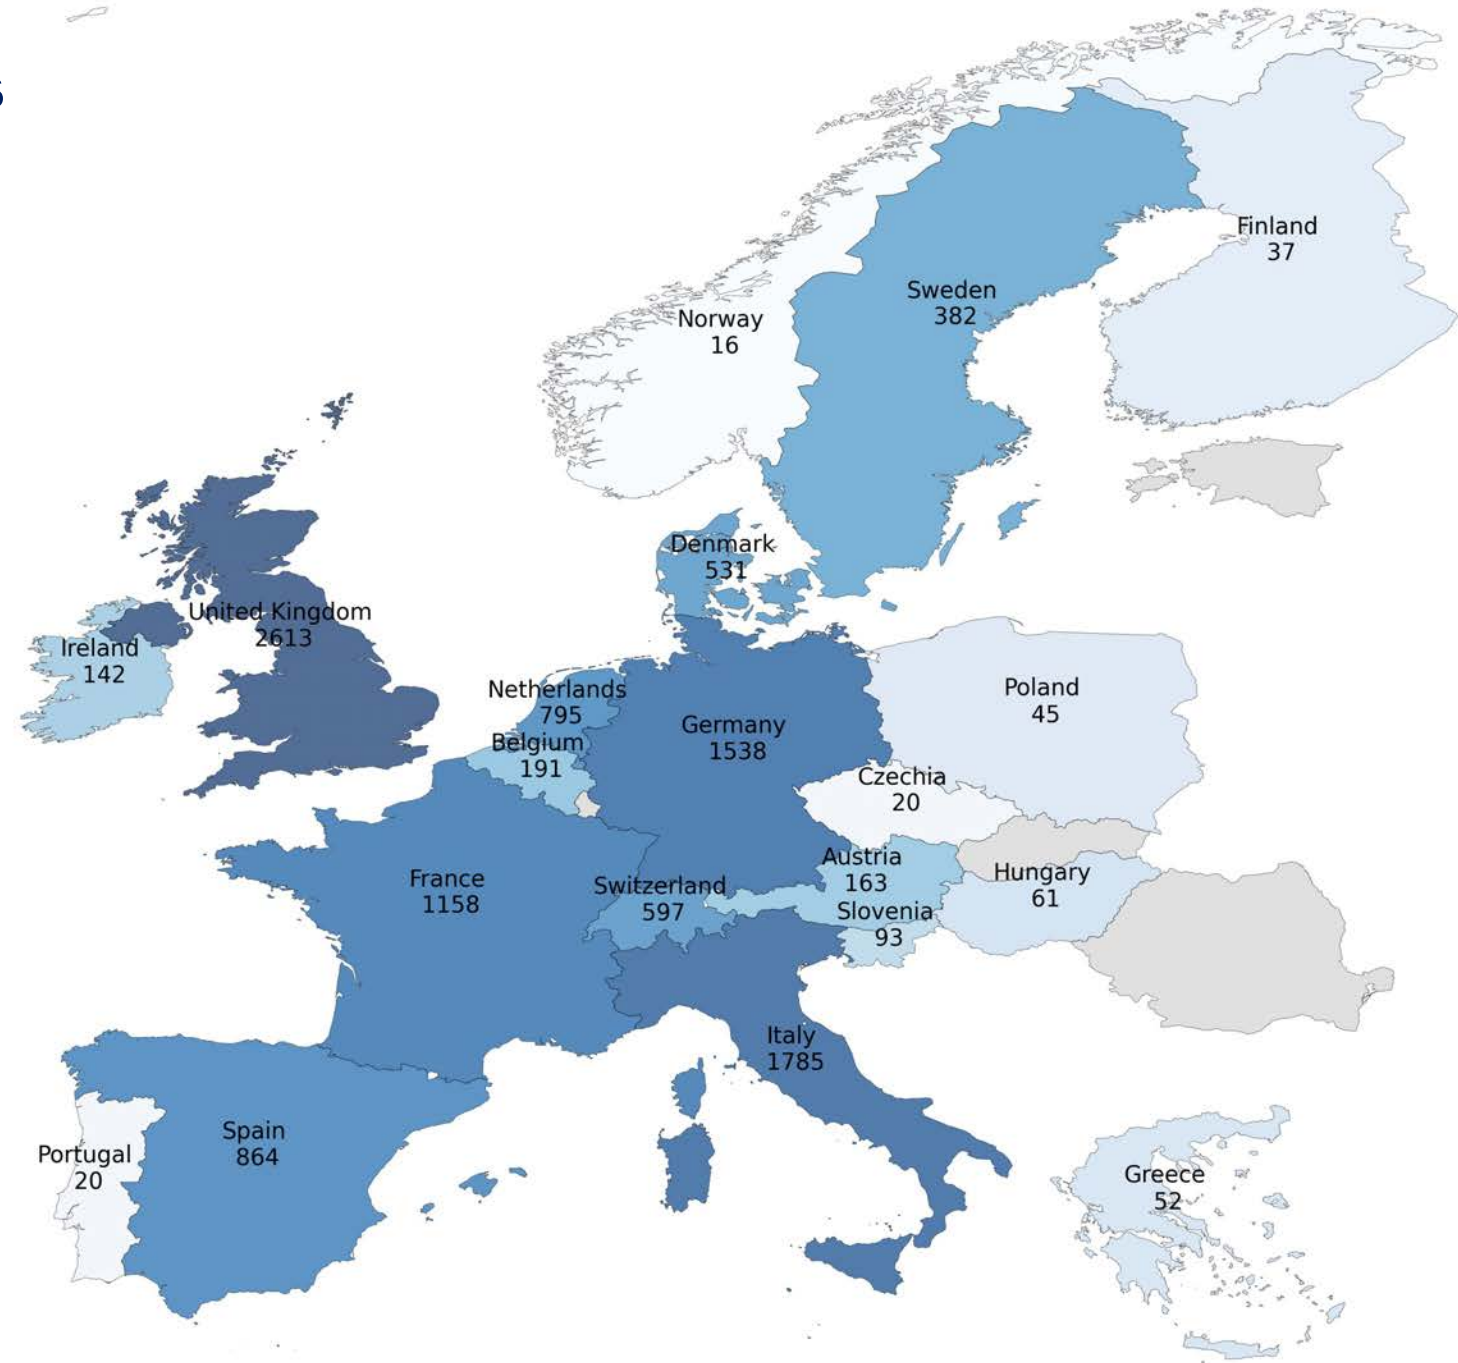 s
Finland
37
Sweden
382
Norway
16
Denmark
531
United Kingdom
2613
Ireland
142
Netherlands
795
Belgium
191
Germany
1538
Poland
45
Czechia
20
Austria
163
Hungary
61
France
1158
Switzerland
597
Slovenia
93
Italy
1785
Spain
864
Portugal
20
Greece
52